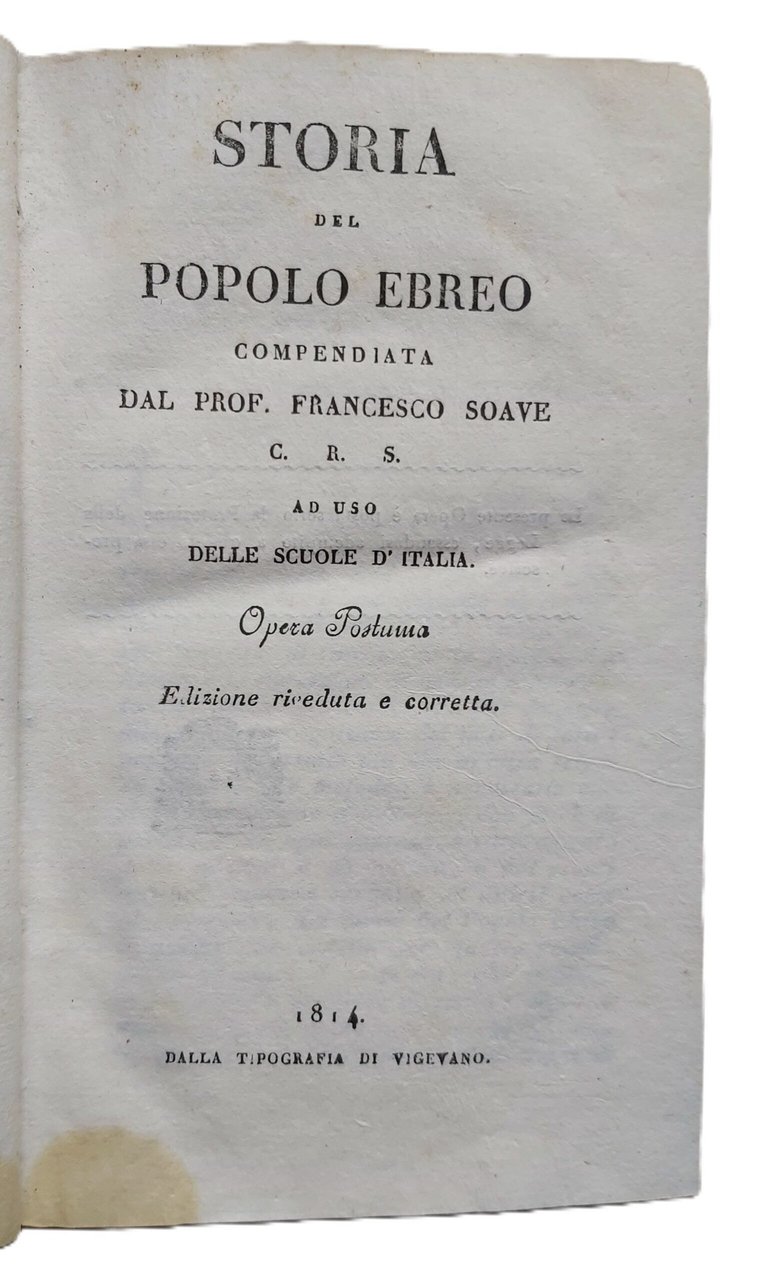 STORIA
DEL
POPOLO EBREO
COMPENDIATA
DAL PROF. FRANCESCO SOAVE
C. R. S.
AD USO
DELLE SCUOLE D' ITALIA.
Opera Postuma
Edizione riveduta e corretta.
1814.
DALLA TIPOGRAFIA DI VIGEVANO.